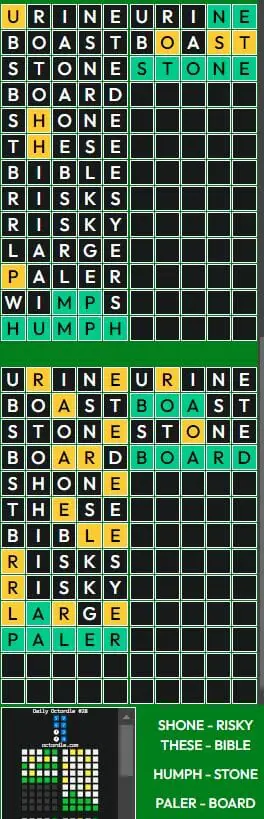 URINE URINE
BOAST BOAST
STONE STONE
BOARD
SHONE
THESE
BIBLE
RISKS
RISKY
LARGE
PALER
WIMPS
HUMPH
URINE URINE
BOAST BOAST
STONE STONE
BOARD BOARD
SHONE
THESE
BIBLE
RISKS
RISKY
LARGE
PALER
Daily Octordle #28
octordle.com
SHONE - RISKY
THESE - BIBLE
HUMPH - STONE
PALER - BOARD